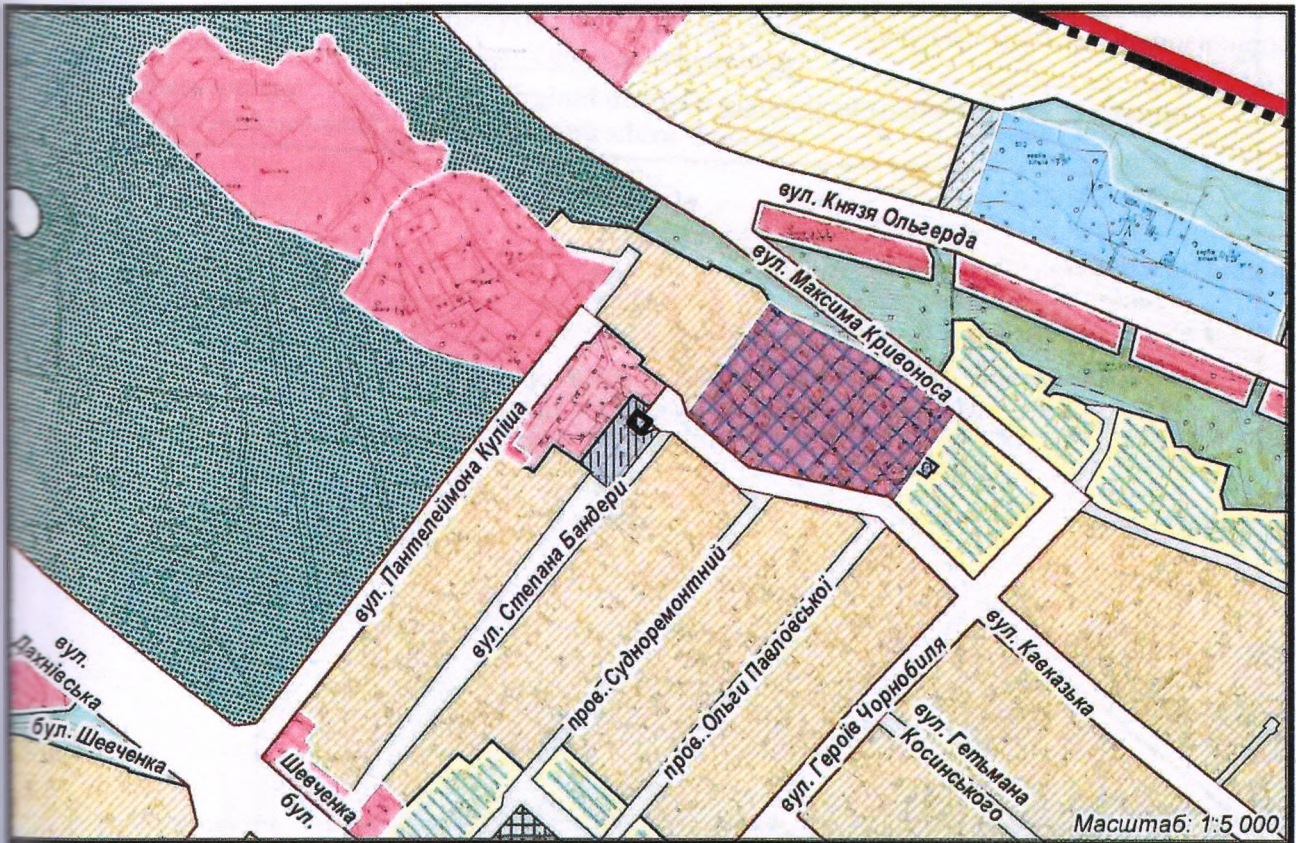 вул. Князя Ольгерда
вул. Максима Кривоноса
вул. Пантелеймона Куліша
вул. Степана Бандери
пров. Судноремонтний
пров. Ольги Павловської
вул. Героїв Чорнобиля
вул. Кавказька
вул. Гетьмана
Косинського
вул.
Дахнівська
бул. Шевченка
Шевченка
бул.
Масштаб: 1:5 000